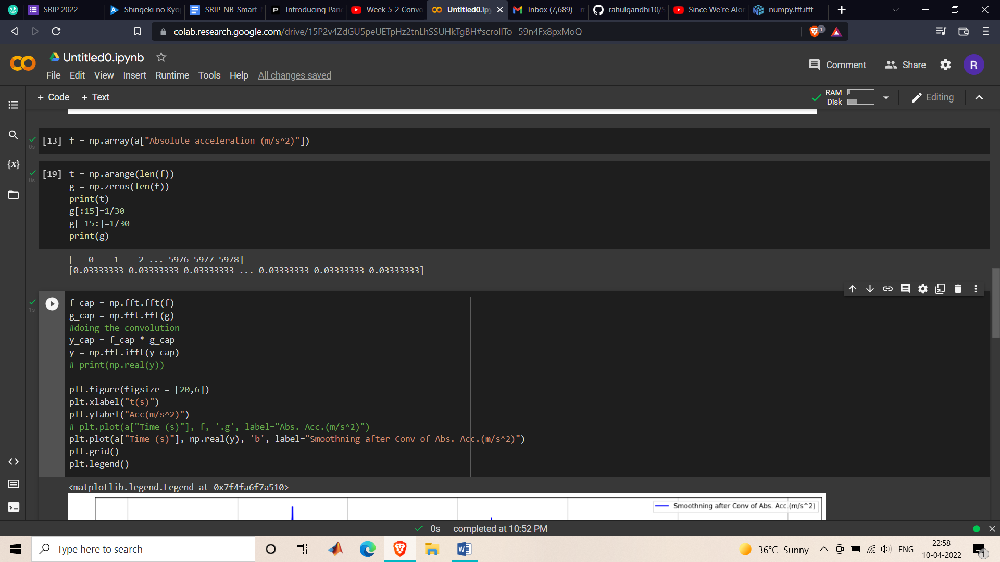 SRIP 2022
Shingeki no Kyoj
SRIP-NB-Smart-
Introducing Pand
Week 5-2 Convo
Untitled0.ip
Inbox (7,689) -
rahulgandhi10/S
Since We're Alon
numpy.fft.ifft —
colab.research.google.com/drive/15P2v4ZdGU5peUETpHz2tnLhSSUHkTgBH#scrollTo=59n4Fx8pxMoQ
1
Untitled0.ipynb
Comment
Share
R
File Edit View Insert Runtime Tools Help All changes saved
+ Code + Text
RAM
Disk
Editing
[13] f = np.array(a["Absolute acceleration (m/s^2)"])
0s
[19] t = np.arange(len(f))
0s
g = np.zeros(len(f))
print(t)
g[:15]=1/30
g[-15:]=1/30
print(g)
[ 0 1 2 ... 5976 5977 5978]
[0.03333333 0.03333333 0.03333333 ... 0.03333333 0.03333333 0.03333333]
1s
f_cap = np.fft.fft(f)
g_cap = np.fft.fft(g)
#doing the convolution
y_cap = f_cap * g_cap
y = np.fft.ifft(y_cap)
# print(np.real(y))
plt.figure(figsize = [20,6])
plt.xlabel("t(s)")
plt.ylabel("Acc(m/s^2)")
# plt.plot(a["Time (s)"], f, '.g', label="Abs. Acc.(m/s^2)")
plt.plot(a["Time (s)"], np.real(y), 'b', label="Smoothning after Conv of Abs. Acc.(m/s^2)")
plt.grid()
plt.legend()
<matplotlib.legend.Legend at 0x7f4fa6f7a510>
Smoothning after Conv of Abs. Acc.(m/s^2)
0s completed at 10:52 PM
Type here to search
36°C Sunny
ENG
22:58
10-04-2022
1